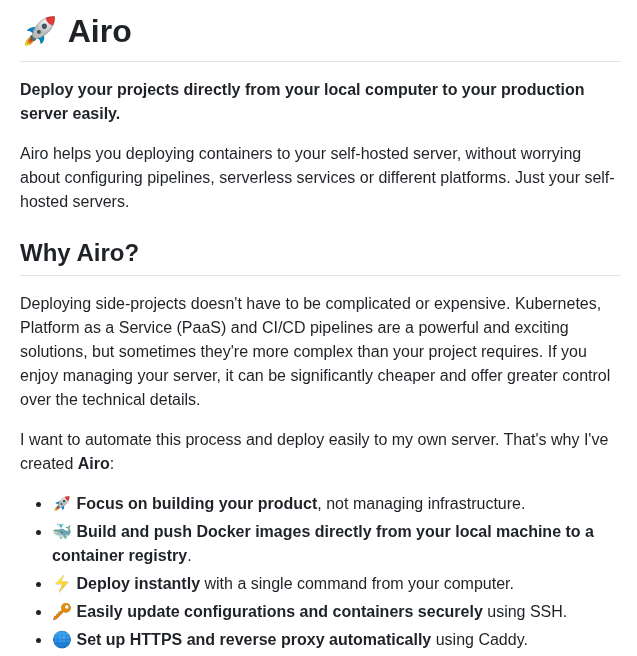 🚀 Airo
Deploy your projects directly from your local computer to your production
server easily.
Airo helps you deploying containers to your self-hosted server, without worrying
about configuring pipelines, serverless services or different platforms. Just your self-
hosted servers.
Why Airo?
Deploying side-projects doesn't have to be complicated or expensive. Kubernetes,
Platform as a Service (PaaS) and CI/CD pipelines are a powerful and exciting
solutions, but sometimes they're more complex than your project requires. If you
enjoy managing your server, it can be significantly cheaper and offer greater control
over the technical details.
I want to automate this process and deploy easily to my own server. That's why I've
created Airo:
• 🚀 Focus on building your product, not managing infrastructure.
• 🐳 Build and push Docker images directly from your local machine to a
container registry.
• ⚡ Deploy instantly with a single command from your computer.
• 🔑 Easily update configurations and containers securely using SSH.
• 🌐 Set up HTTPS and reverse proxy automatically using Caddy.